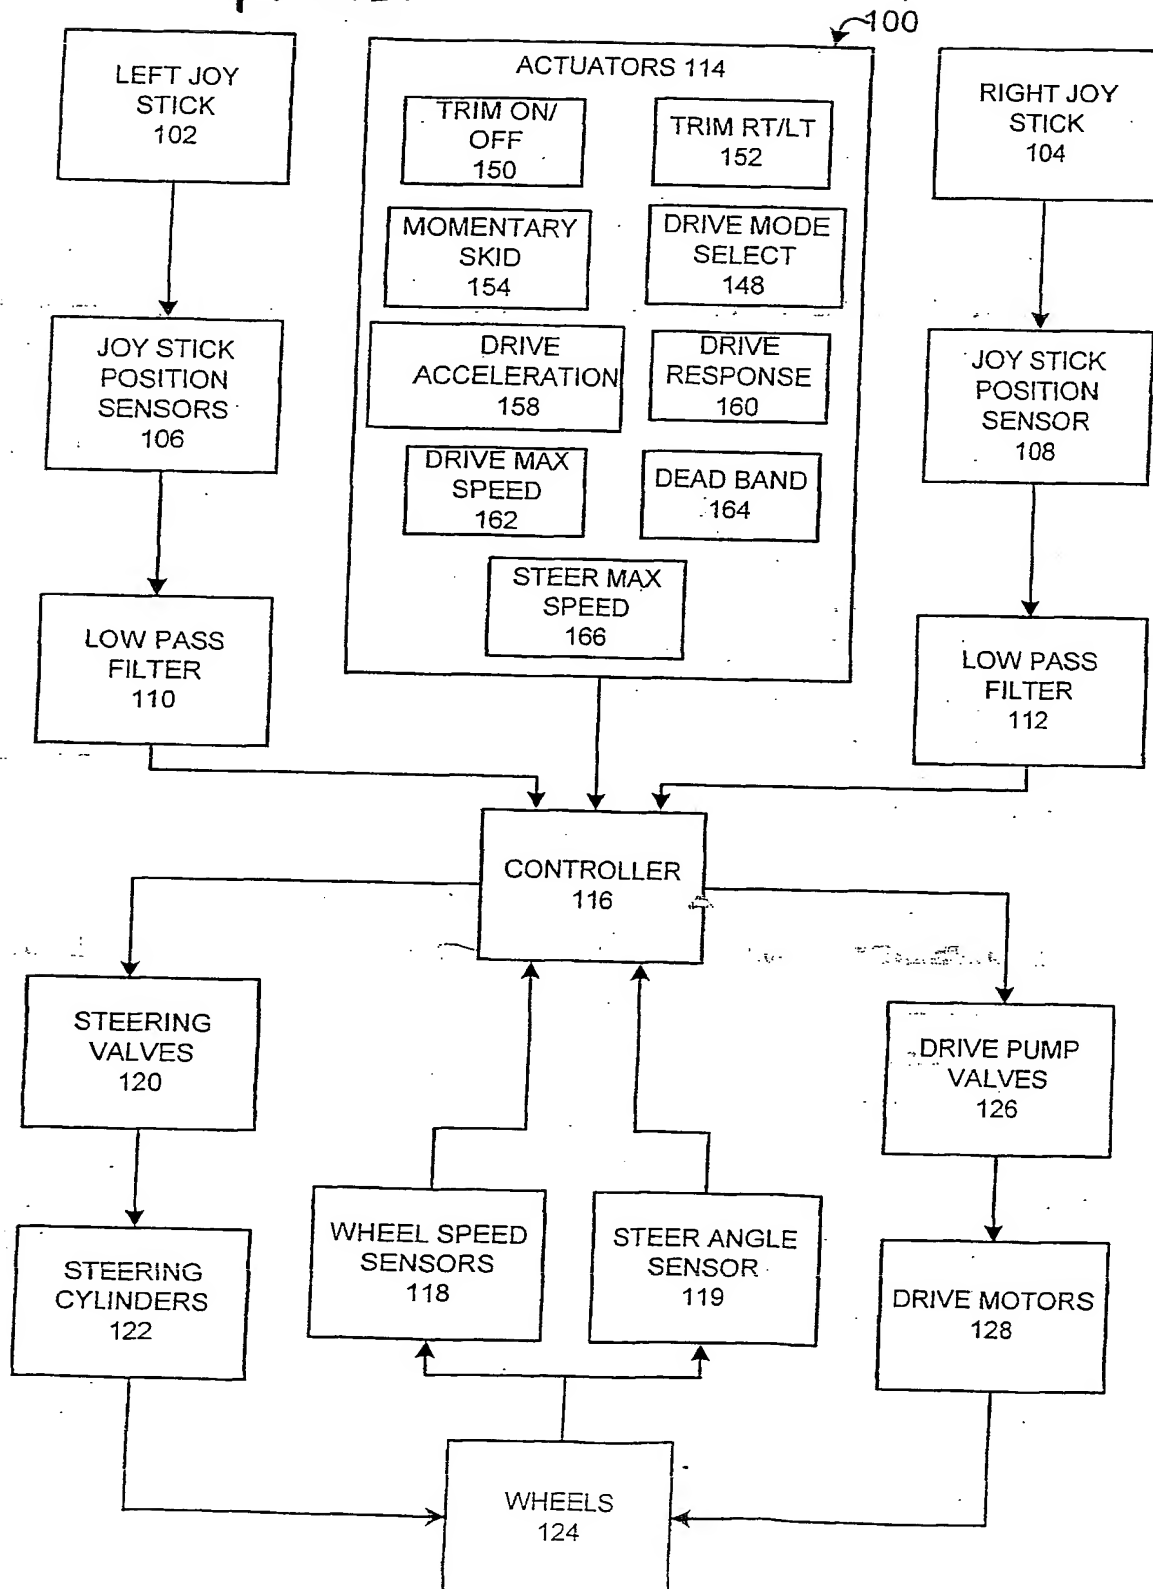 100
LEFT JOY
STICK
102
ACTUATORS 114
TRIM ON/
OFF
150
TRIM RT/LT
152
MOMENTARY
SKID
154
DRIVE MODE
SELECT
148
DRIVE
ACCELERATION
158
DRIVE
RESPONSE
160
DRIVE MAX
SPEED
162
DEAD BAND
164
STEER MAX
SPEED
166
RIGHT JOY
STICK
104
JOY STICK
POSITION
SENSORS
106
JOY STICK
POSITION
SENSOR
108
LOW PASS
FILTER
110
LOW PASS
FILTER
112
CONTROLLER
116
STEERING
VALVES
120
DRIVE PUMP
VALVES
126
STEERING
CYLINDERS
122
WHEEL SPEED
SENSORS
118
STEER ANGLE
SENSOR
119
DRIVE MOTORS
128
WHEELS
124